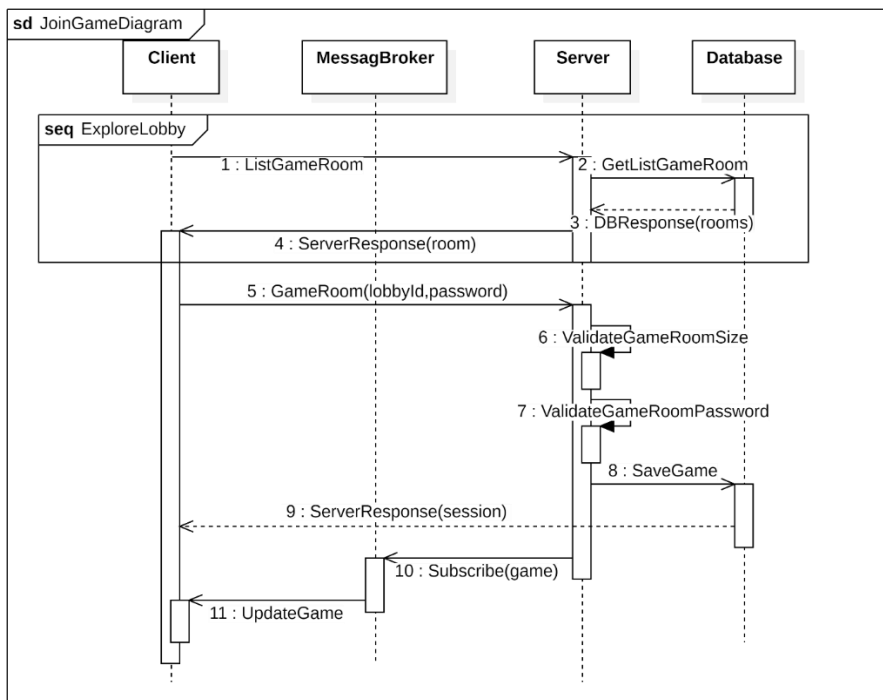 sd JoinGameDiagram
Client
MessagBroker
Server
Database
seq ExploreLobby
1 : ListGameRoom
2 : GetListGameRoom
3 : DBResponse(rooms)
4 : ServerResponse(room)
5 : GameRoom(lobbyId,password)
6 : ValidateGameRoomSize
7 : ValidateGameRoomPassword
8 : SaveGame
9 : ServerResponse(session)
10 : Subscribe(game)
11 : UpdateGame